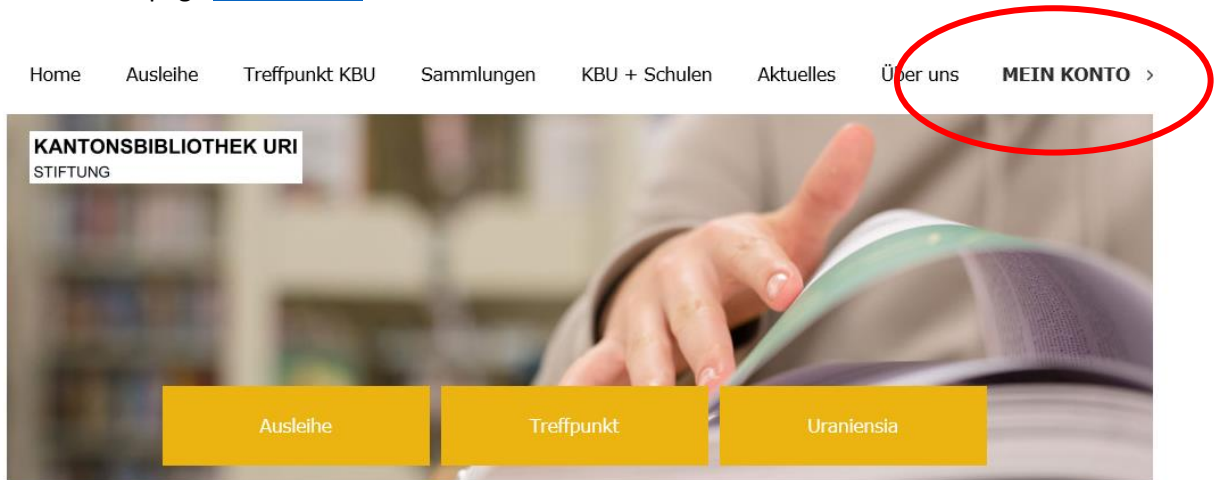 Home Ausleihe Treffpunkt KBU Sammlungen KBU + Schulen Aktuelles Über uns MEIN KONTO >
KANTONSBIBLIOTHEK URI
STIFTUNG
Ausleihe Treffpunkt Uraniensia